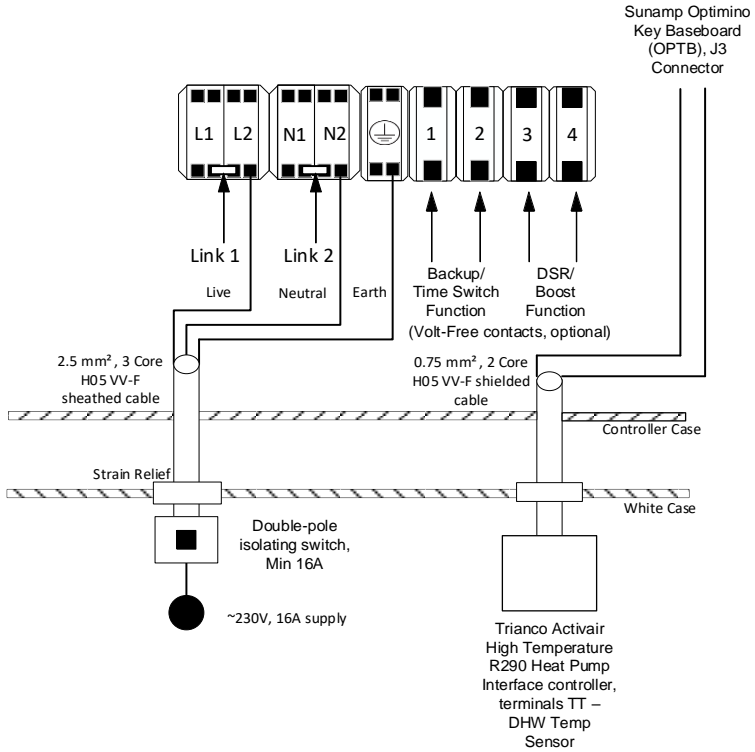 Sunamp Optimino
Key Baseboard
(OPTB), J3
Connector
L1 L2 N1 N2 1 2 3 4
Link 1
Link 2
Live
Neutral
Earth
Backup/
Time Switch
Function
DSR/
Boost
Function
(Volt-Free contacts, optional)
2.5 mm², 3 Core
H05 VV-F
sheathed cable
0.75 mm², 2 Core
H05 VV-F shielded
cable
Controller Case
Strain Relief
White Case
Double-pole
isolating switch,
Min 16A
~230V, 16A supply
Trianco Activair
High Temperature
R290 Heat Pump
Interface controller,
terminals TT –
DHW Temp
Sensor